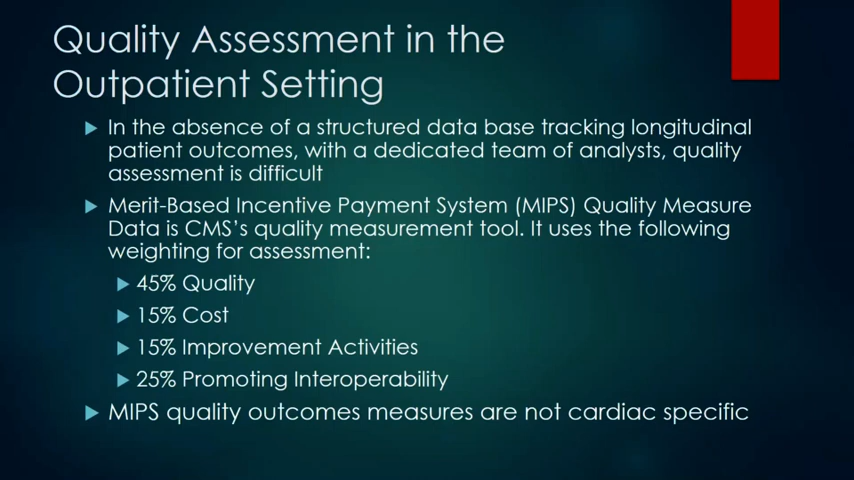 Quality Assessment in the
Outpatient Setting
In the absence of a structured data base tracking longitudinal
patient outcomes, with a dedicated team of analysts, quality
assessment is difficult
Merit-Based Incentive Payment System (MIPS) Quality Measure
Data is CMS's quality measurement tool. It uses the following
weighting for assessment:
45% Quality
15% Cost
15% Improvement Activities
25% Promoting Interoperability
MIPS quality outcomes measures are not cardiac specific